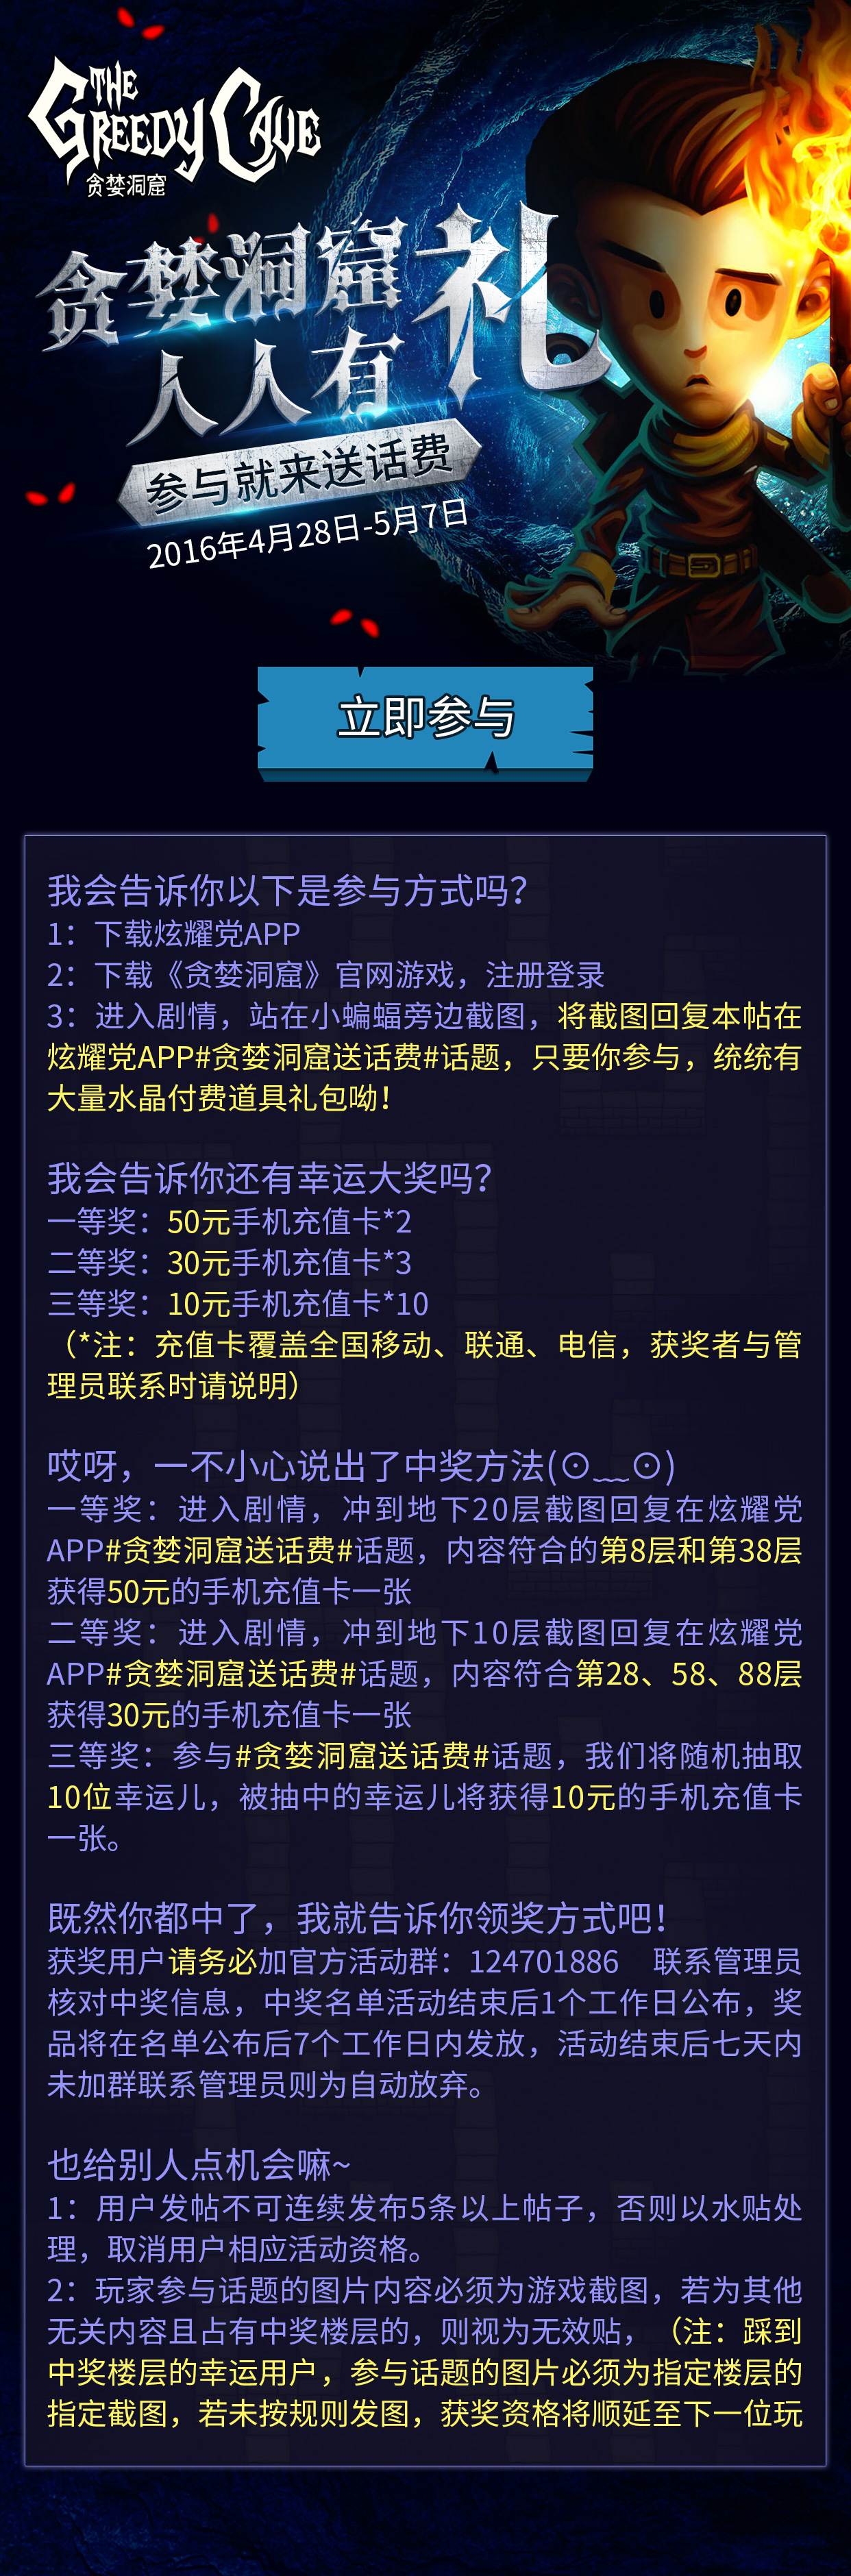 THE
GREEDY CAVE
贪婪洞窟
贪婪洞窟礼
人人有
参与就来送话费
2016年4月28日-5月7日
立即参与
我会告诉你以下是参与方式吗？
1：下载炫耀党APP
2：下载《贪婪洞窟》官网游戏，注册登录
3：进入剧情，站在小蝙蝠旁边截图，将截图回复本帖在
炫耀党APP#贪婪洞窟送话费#话题，只要你参与，统统有
大量水晶付费道具礼包呦！
我会告诉你还有幸运大奖吗？
一等奖：50元手机充值卡*2
二等奖：30元手机充值卡*3
三等奖：10元手机充值卡*10
（*注：充值卡覆盖全国移动、联通、电信，获奖者与管
理员联系时请说明）
哎呀，一不小心说出了中奖方法(⊙﹏⊙)
一等奖：进入剧情，冲到地下20层截图回复在炫耀党
APP#贪婪洞窟送话费#话题，内容符合的第8层和第38层
获得50元的手机充值卡一张
二等奖：进入剧情，冲到地下10层截图回复在炫耀党
APP#贪婪洞窟送话费#话题，内容符合第28、58、88层
获得30元的手机充值卡一张
三等奖：参与#贪婪洞窟送话费#话题，我们将随机抽取
10位幸运儿，被抽中的幸运儿将获得10元的手机充值卡
一张。
既然你都中了，我就告诉你领奖方式吧！
获奖用户请务必加官方活动群：124701886 联系管理员
核对中奖信息，中奖名单活动结束后1个工作日公布，奖
品将在名单公布后7个工作日内发放，活动结束后七天内
未加群联系管理员则为自动放弃。
也给别人点机会嘛~
1：用户发帖不可连续发布5条以上帖子，否则以水贴处
理，取消用户相应活动资格。
2：玩家参与话题的图片内容必须为游戏截图，若为其他
无关内容且占有中奖楼层的，则视为无效贴，（注：踩到
中奖楼层的幸运用户，参与话题的图片必须为指定楼层的
指定截图，若未按规则发图，获奖资格将顺延至下一位玩